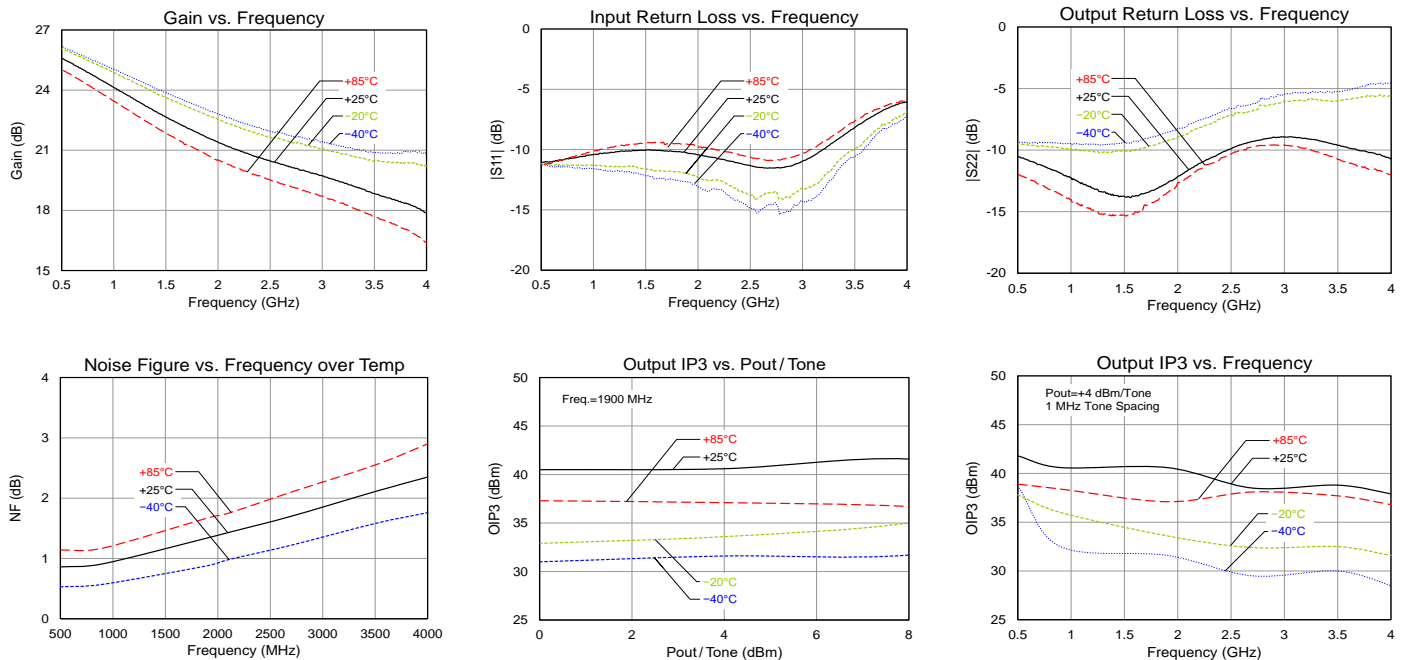 Gain vs. Frequency
27
24
21
18
15
Gain (dB)
+85°C
+25°C
−20°C
−40°C
0.5 1 1.5 2 2.5 3 3.5 4
Frequency (GHz)
Input Return Loss vs. Frequency
0
-5
-10
-15
-20
|S11| (dB)
+85°C
+25°C
−20°C
−40°C
0.5 1 1.5 2 2.5 3 3.5 4
Frequency (GHz)
Output Return Loss vs. Frequency
0
-5
-10
-15
-20
|S22| (dB)
+85°C
+25°C
−20°C
−40°C
0.5 1 1.5 2 2.5 3 3.5 4
Frequency (GHz)
Noise Figure vs. Frequency over Temp
4
3
2
1
0
NF (dB)
+85°C
+25°C
−40°C
500 1000 1500 2000 2500 3000 3500 4000
Frequency (MHz)
Output IP3 vs. Pout/Tone
50
45
40
35
30
25
OIP3 (dBm)
Freq.=1900 MHz
+85°C
+25°C
−20°C
−40°C
0 2 4 6 8
Pout/Tone (dBm)
Output IP3 vs. Frequency
50
45
40
35
30
25
OIP3 (dBm)
Pout=+4 dBm/Tone
1 MHz Tone Spacing
+85°C
+25°C
−20°C
−40°C
0.5 1 1.5 2 2.5 3 3.5 4
Frequency (GHz)